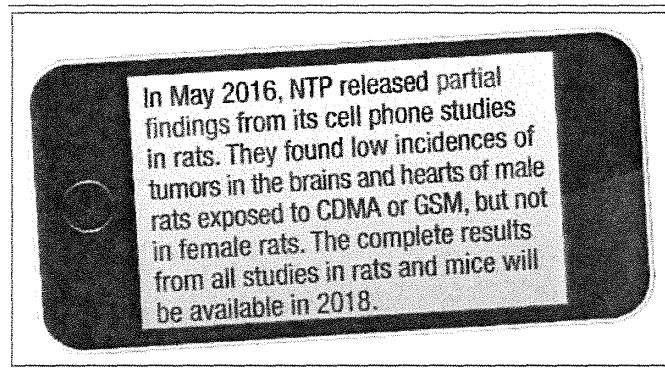 In May 2016, NTP released partial
findings from its cell phone studies
in rats. They found low incidences of
tumors in the brains and hearts of male
rats exposed to CDMA or GSM, but not
in female rats. The complete results
from all studies in rats and mice will
be available in 2018.